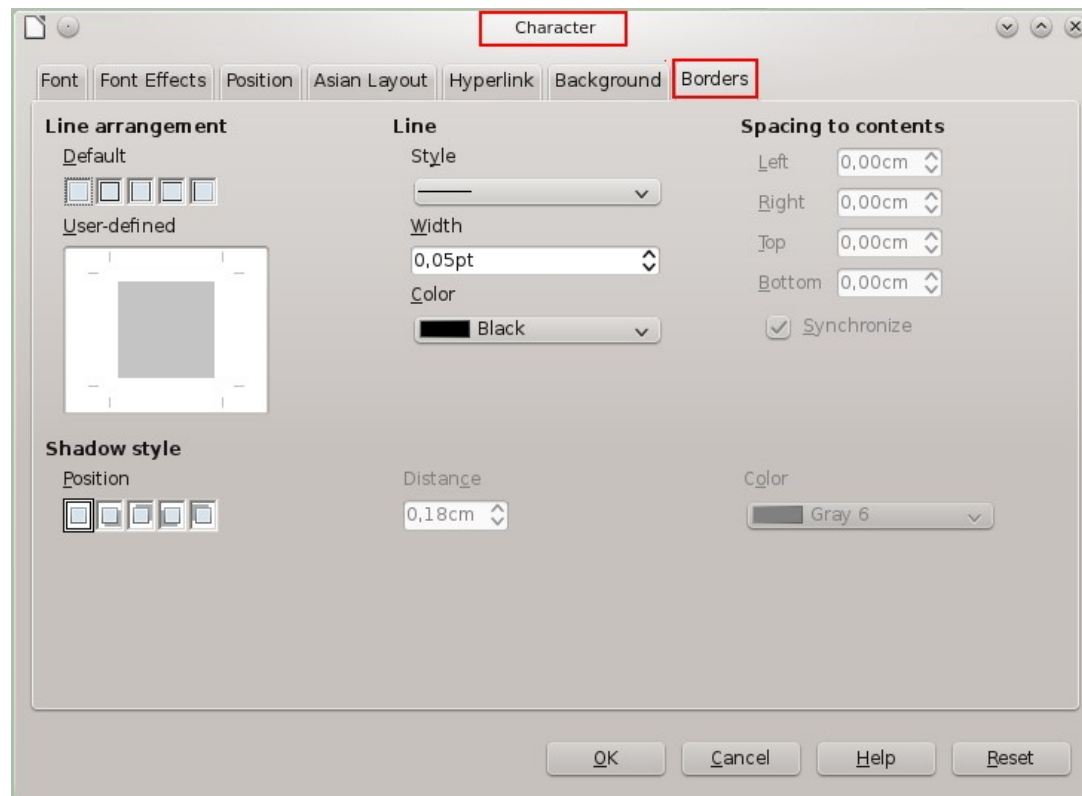 Character
Font Font Effects Position Asian Layout Hyperlink Background Borders
Line arrangement
Default
User-defined
Line
Style
Width
0,05pt
Color
Black
Spacing to contents
Left 0,00cm
Right 0,00cm
Top 0,00cm
Bottom 0,00cm
Synchronize
Shadow style
Position
Distance
0,18cm
Color
Gray 6
OK Cancel Help Reset